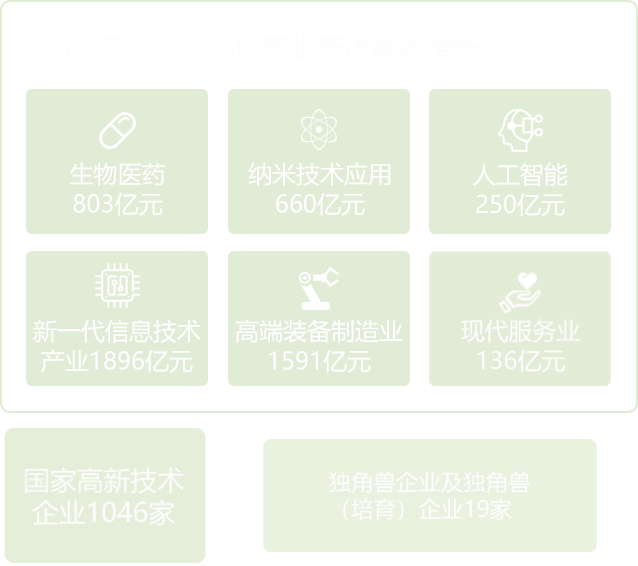 生物医药
803亿元
纳米技术应用
660亿元
人工智能
250亿元
新一代信息技术
产业1896亿元
高端装备制造业
1591亿元
现代服务业
136亿元
国家高新技术
企业1046家
独角兽企业及独角兽
（培育）企业19家